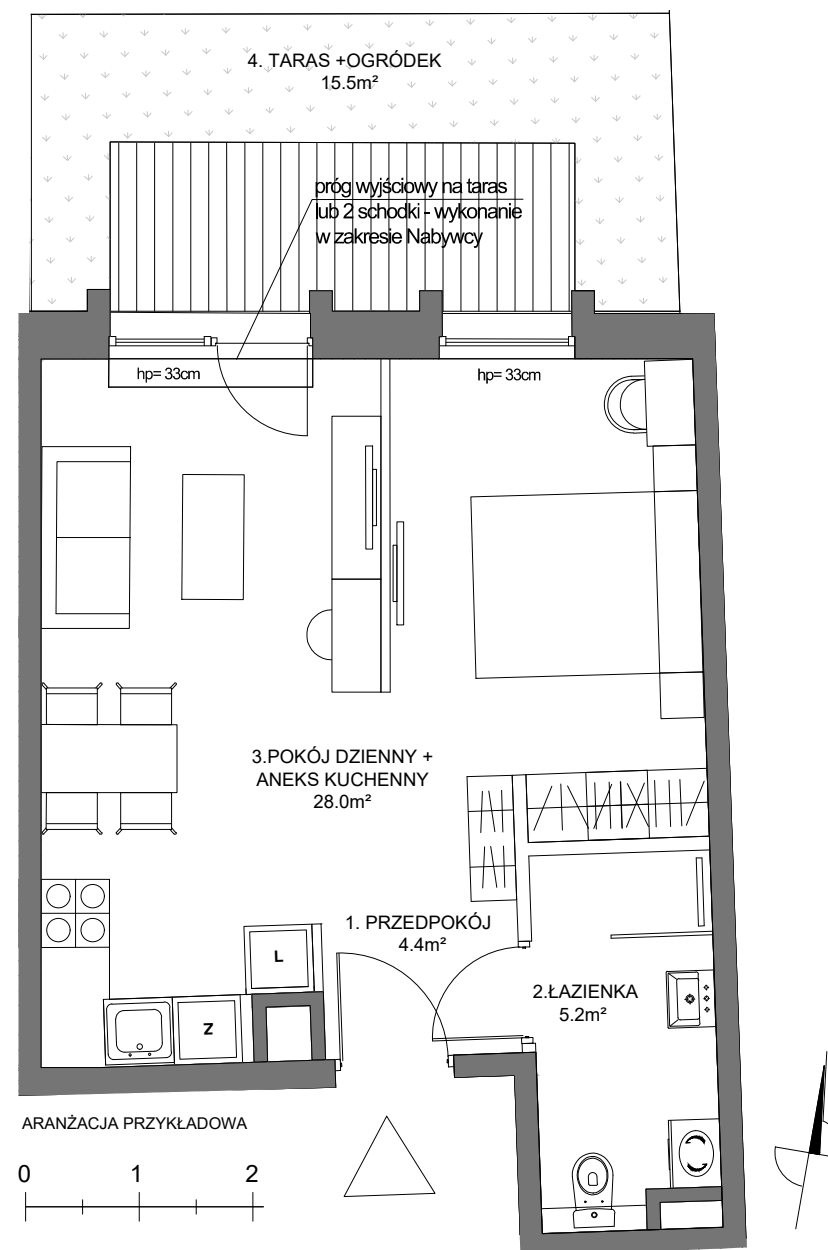 4. TARAS +OGRÓDEK
15.5m²
próg wyjściowy na taras
lub 2 schodki - wykonanie
w zakresie Nabywcy
hp= 33cm
hp= 33cm
3.POKÓJ DZIENNY +
ANEKS KUCHENNY
28.0m²
1. PRZEDPOKÓJ
4.4m²
L
2.ŁAZIENKA
5.2m²
Z
ARANŻACJA PRZYKŁADOWA
0 1 2